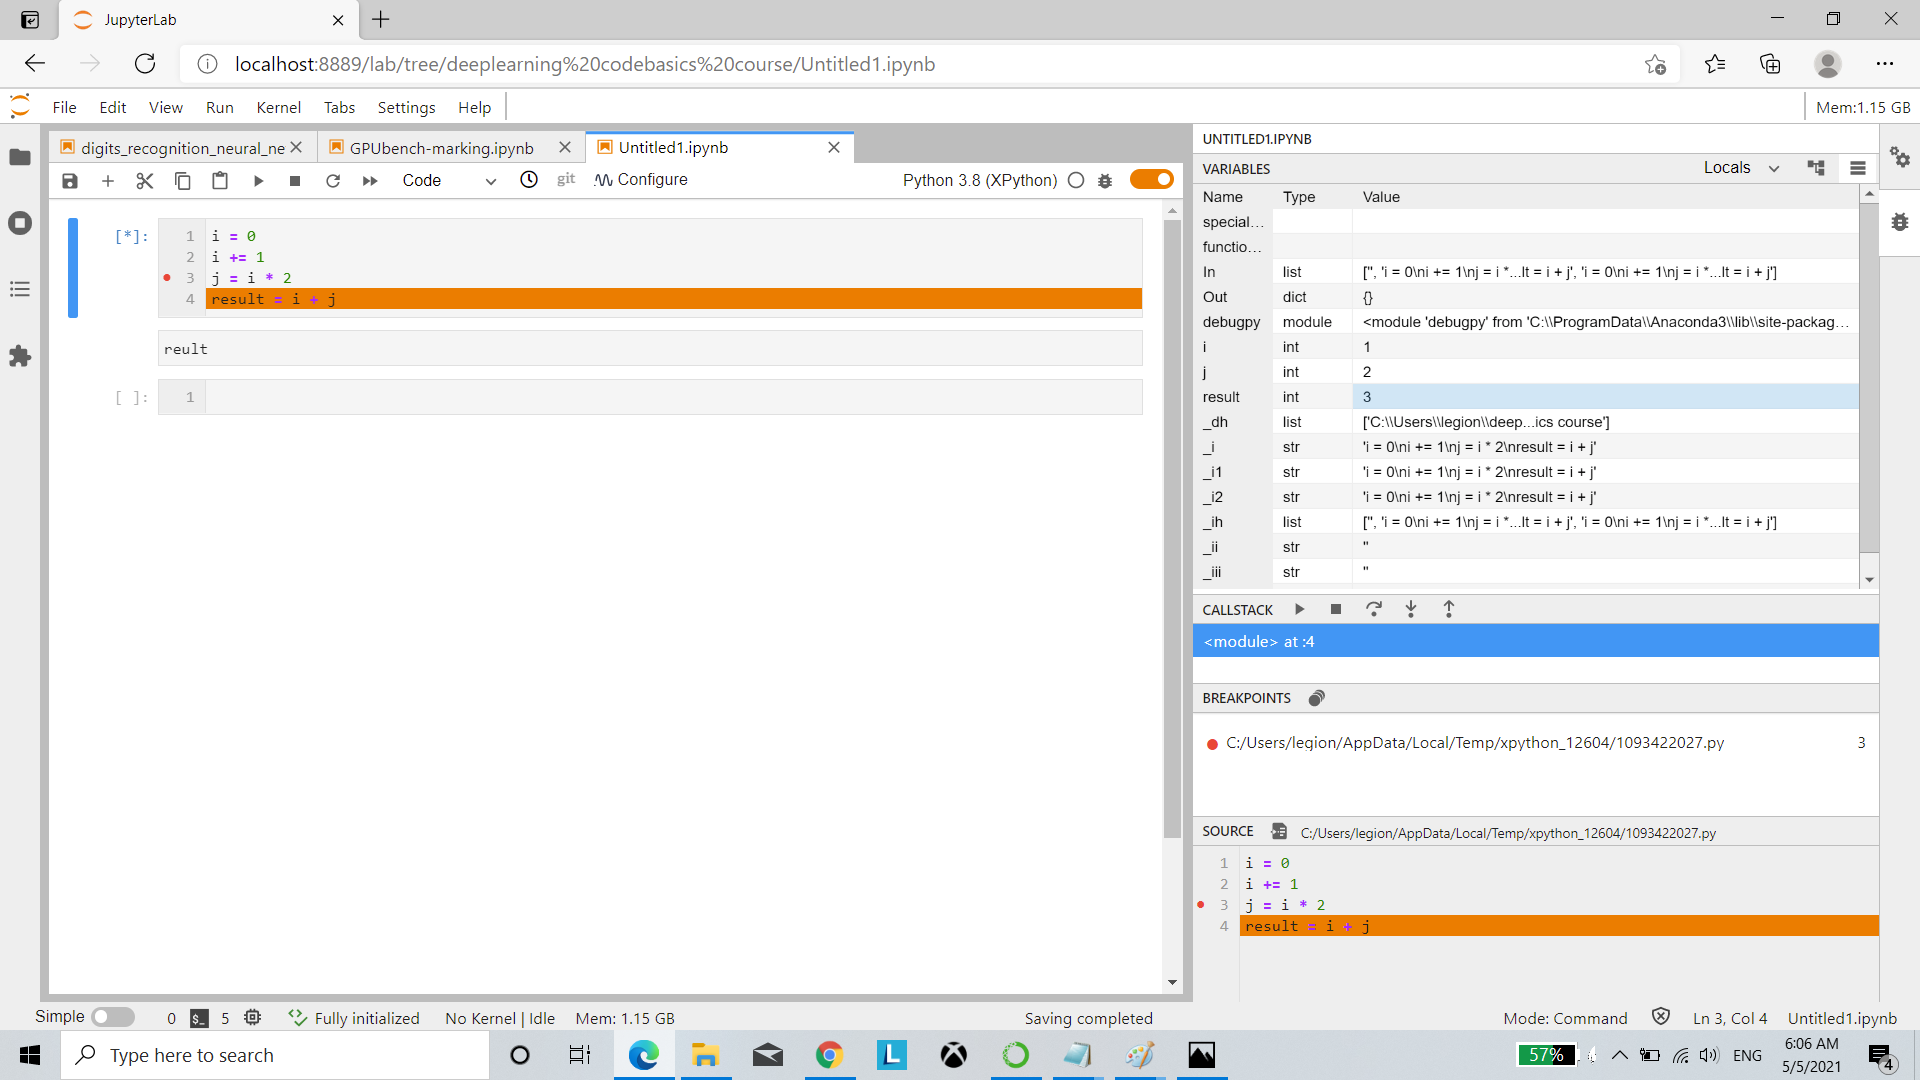 JupyterLab
localhost:8889/lab/tree/deeplearning%20codebasics%20course/Untitled1.ipynb
File Edit View Run Kernel Tabs Settings Help
Mem:1.15 GB
digits_recognition_neural_ne
GPUbench-marking.ipynb
Untitled1.ipynb
Code
git
Configure
Python 3.8 (XPython)
[*]:
1 i = 0
2 i += 1
3 j = i * 2
4 result = i + j
reult
[ ]:
1
UNTITLED1.IPYNB
VARIABLES
Locals
Name Type Value
special...
functio...
In list ['', 'i = 0\ni += 1\nj = i *...lt = i + j', 'i = 0\ni += 1\nj = i *...lt = i + j']
Out dict {}
debugpy module <module 'debugpy' from 'C:\\ProgramData\\Anaconda3\\lib\\site-packag...
i int 1
j int 2
result int 3
_dh list ['C:\\Users\\legion\\deep...ics course']
_i str 'i = 0\ni += 1\nj = i * 2\nresult = i + j'
_i1 str 'i = 0\ni += 1\nj = i * 2\nresult = i + j'
_i2 str 'i = 0\ni += 1\nj = i * 2\nresult = i + j'
_ih list ['', 'i = 0\ni += 1\nj = i *...lt = i + j', 'i = 0\ni += 1\nj = i *...lt = i + j']
_ii str ''
_iii str ''
CALLSTACK
<module> at :4
BREAKPOINTS
C:/Users/legion/AppData/Local/Temp/xpython_12604/1093422027.py 3
SOURCE C:/Users/legion/AppData/Local/Temp/xpython_12604/1093422027.py
1 i = 0
2 i += 1
3 j = i * 2
4 result = i + j
Simple 0 $_ 5 Fully initialized No Kernel | Idle Mem: 1.15 GB Saving completed Mode: Command Ln 3, Col 4 Untitled1.ipynb
Type here to search
L
57%
ENG
6:06 AM
5/5/2021
4